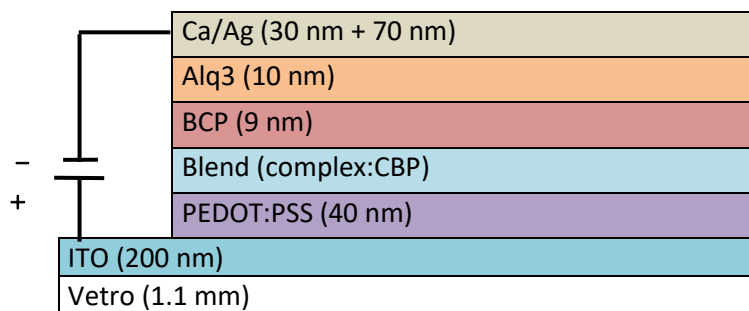 Ca/Ag (30 nm + 70 nm)
Alq3 (10 nm)
BCP (9 nm)
–
Blend (complex:CBP)
+
PEDOT:PSS (40 nm)
ITO (200 nm)
Vetro (1.1 mm)